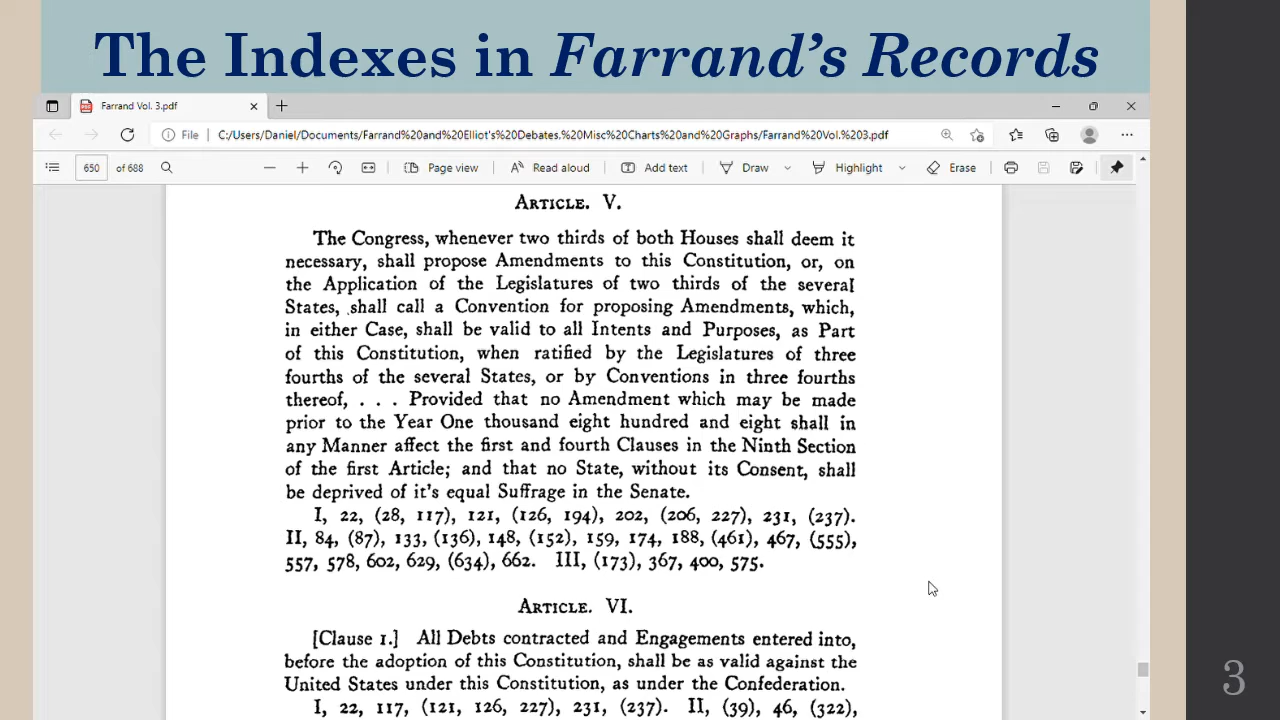 The Indexes in Farrand's Records
Farrand Vol. 3.pdf
File C:/Users/Daniel/Documents/Farrand%20and%20Elliot's%20Debates,%20Misc%20Charts%20and%20Graphs/Farrand%20Vol.%203.pdf
650 of 688 Page view Read aloud Add text Draw Highlight Erase
ARTICLE. V.
The Congress, whenever two thirds of both Houses shall deem it
necessary, shall propose Amendments to this Constitution, or, on
the Application of the Legislatures of two thirds of the several
States, shall call a Convention for proposing Amendments, which,
in either Case, shall be valid to all Intents and Purposes, as Part
of this Constitution, when ratified by the Legislatures of three
fourths of the several States, or by Conventions in three fourths
thereof, . . . Provided that no Amendment which may be made
prior to the Year One thousand eight hundred and eight shall in
any Manner affect the first and fourth Clauses in the Ninth Section
of the first Article; and that no State, without its Consent, shall
be deprived of it's equal Suffrage in the Senate.
I, 22, (28, 117), 121, (126, 194), 202, (206, 227), 231, (237).
II, 84, (87), 133, (136), 148, (152), 159, 174, 188, (461), 467, (555),
557, 578, 602, 629, (634), 662. III, (173), 367, 400, 575.
ARTICLE. VI.
[Clause 1.] All Debts contracted and Engagements entered into,
before the adoption of this Constitution, shall be as valid against the
United States under this Constitution, as under the Confederation.
I, 22, 117, (121, 126, 227), 231, (237). II, (39), 46, (322),
3